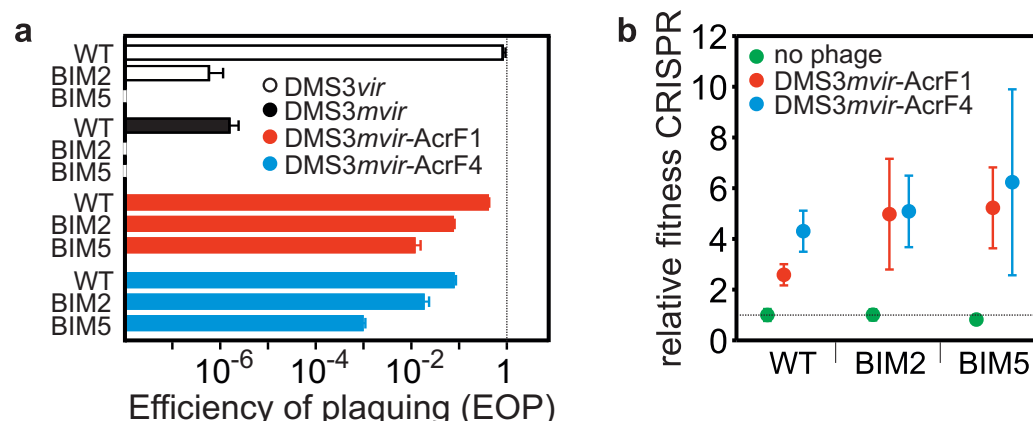 a
WT
BIM2
BIM5
WT
BIM2
BIM5
WT
BIM2
BIM5
WT
BIM2
BIM5
DMS3vir
DMS3mvir
DMS3mvir-AcrF1
DMS3mvir-AcrF4
10-6 10-4 10-2 1
Efficiency of plaquing (EOP)
b
relative fitness CRISPR
12
10
8
6
4
2
0
no phage
DMS3mvir-AcrF1
DMS3mvir-AcrF4
WT BIM2 BIM5